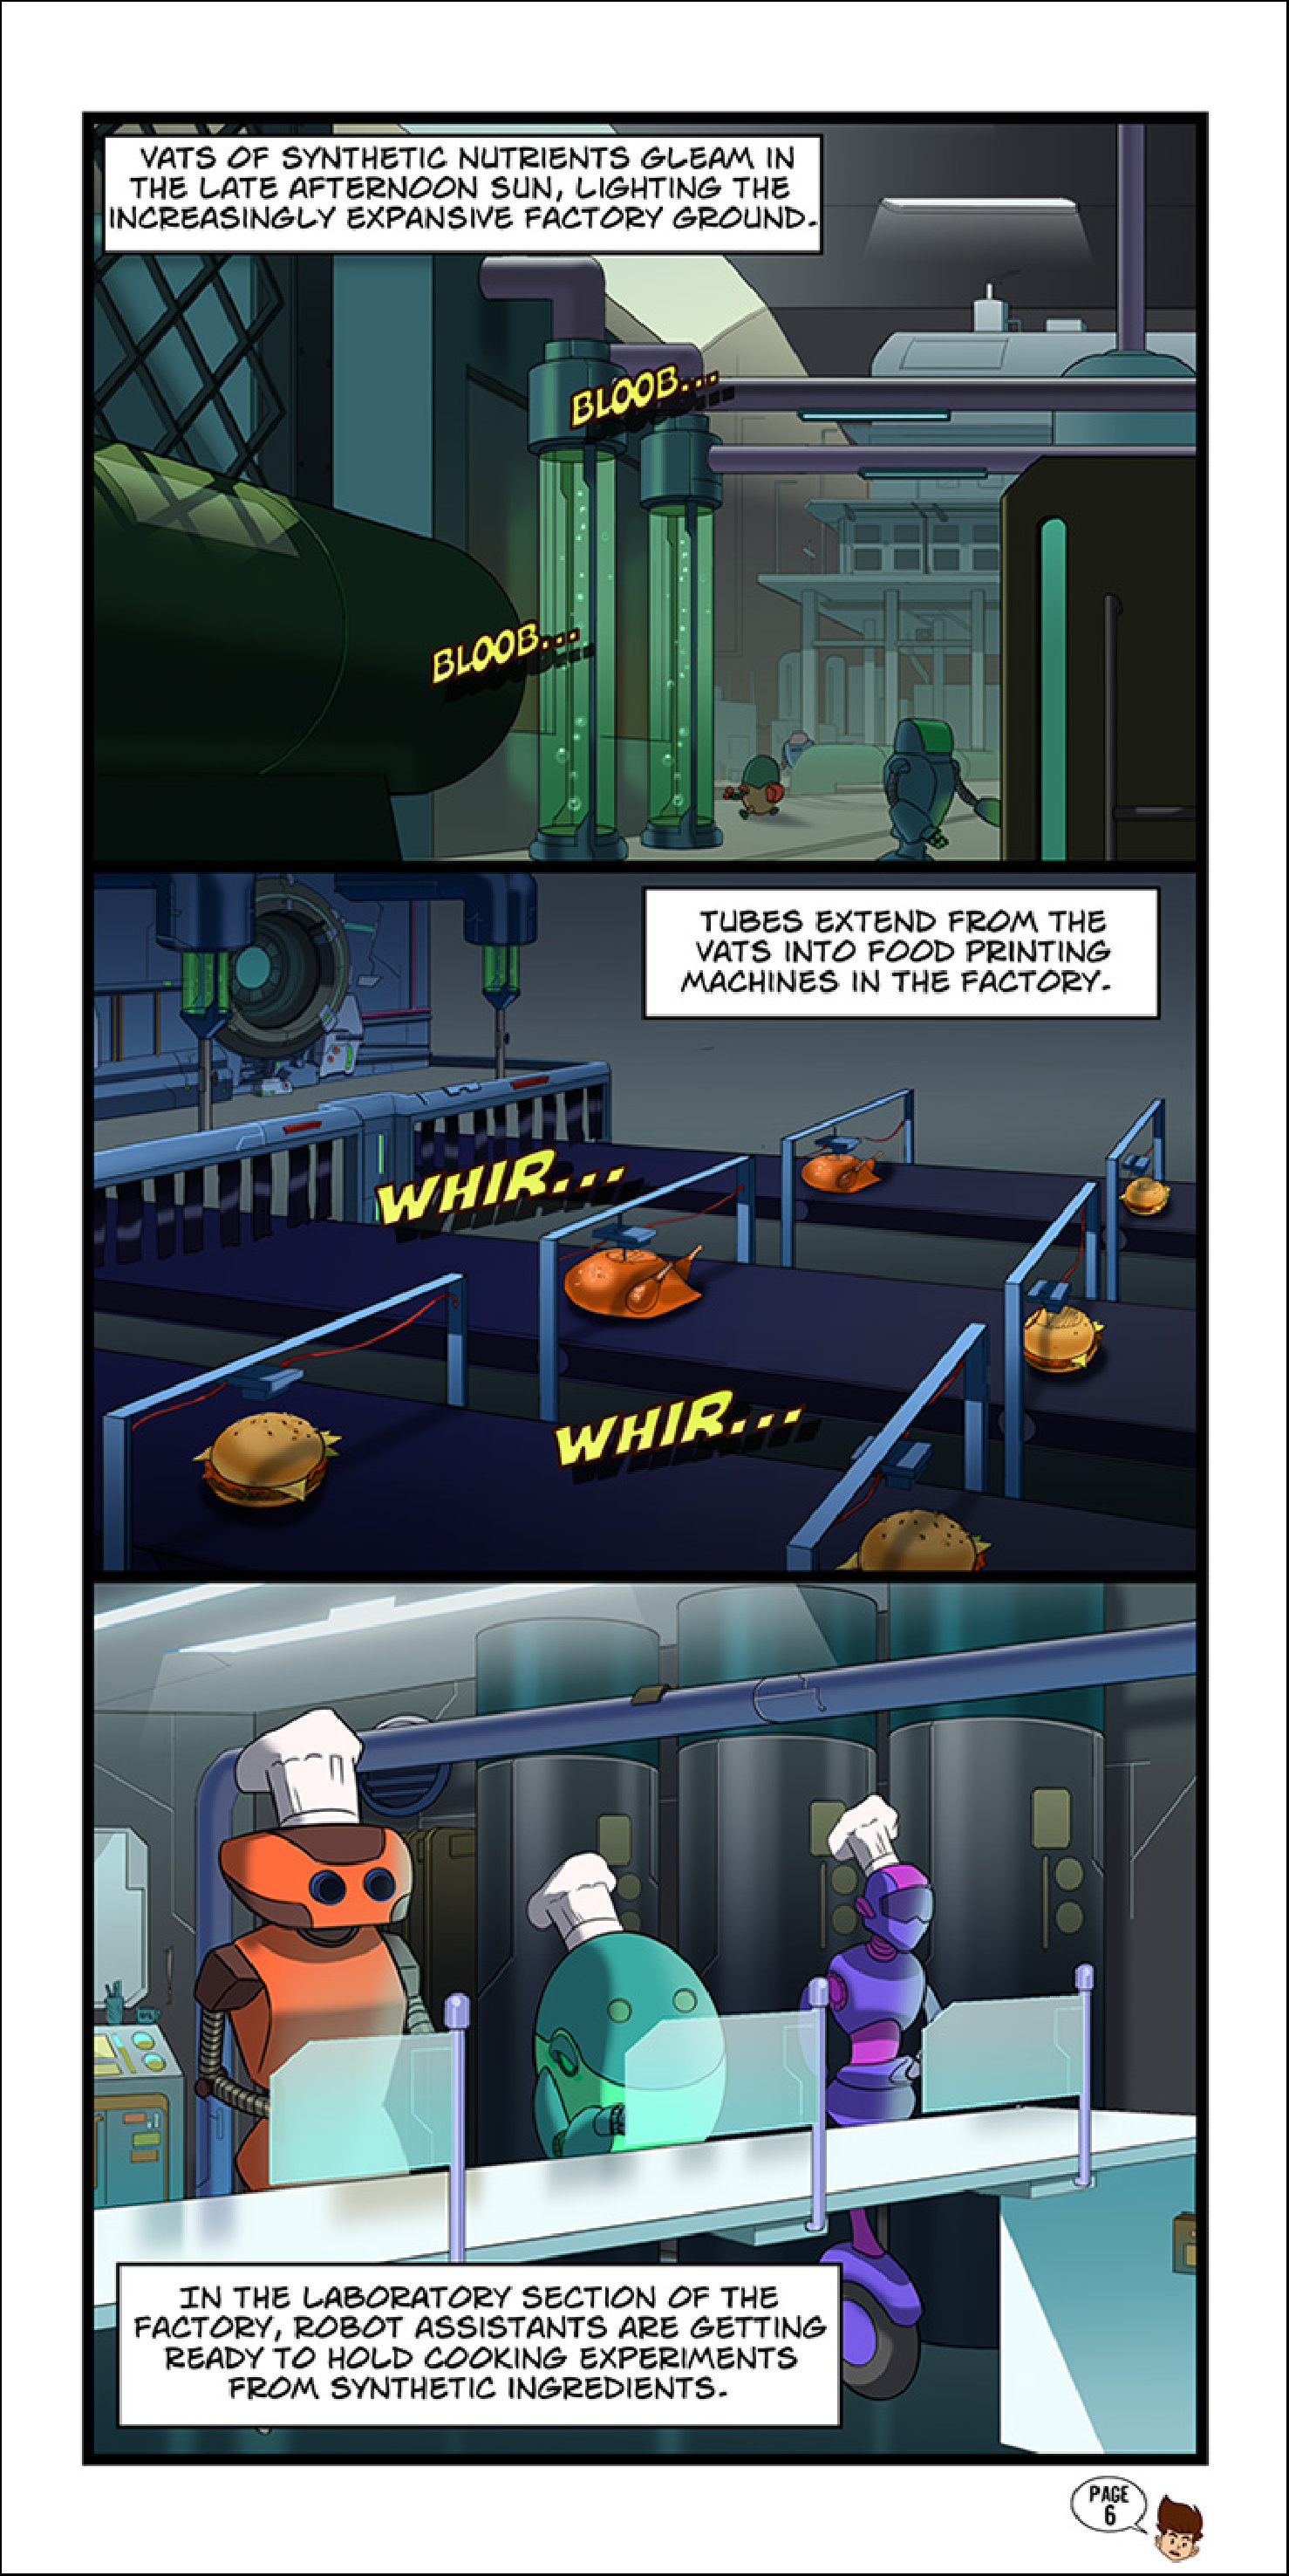 VATS OF SYNTHETIC NUTRIENTS GLEAM IN
THE LATE AFTERNOON SUN, LIGHTING THE
INCREASINGLY EXPANSIVE FACTORY GROUND.
BLOOB...
BLOOB...
TUBES EXTEND FROM THE
VATS INTO FOOD PRINTING
MACHINES IN THE FACTORY.
WHIR...
WHIR...
IN THE LABORATORY SECTION OF THE
FACTORY, ROBOT ASSISTANTS ARE GETTING
READY TO HOLD COOKING EXPERIMENTS
FROM SYNTHETIC INGREDIENTS.
PAGE
6